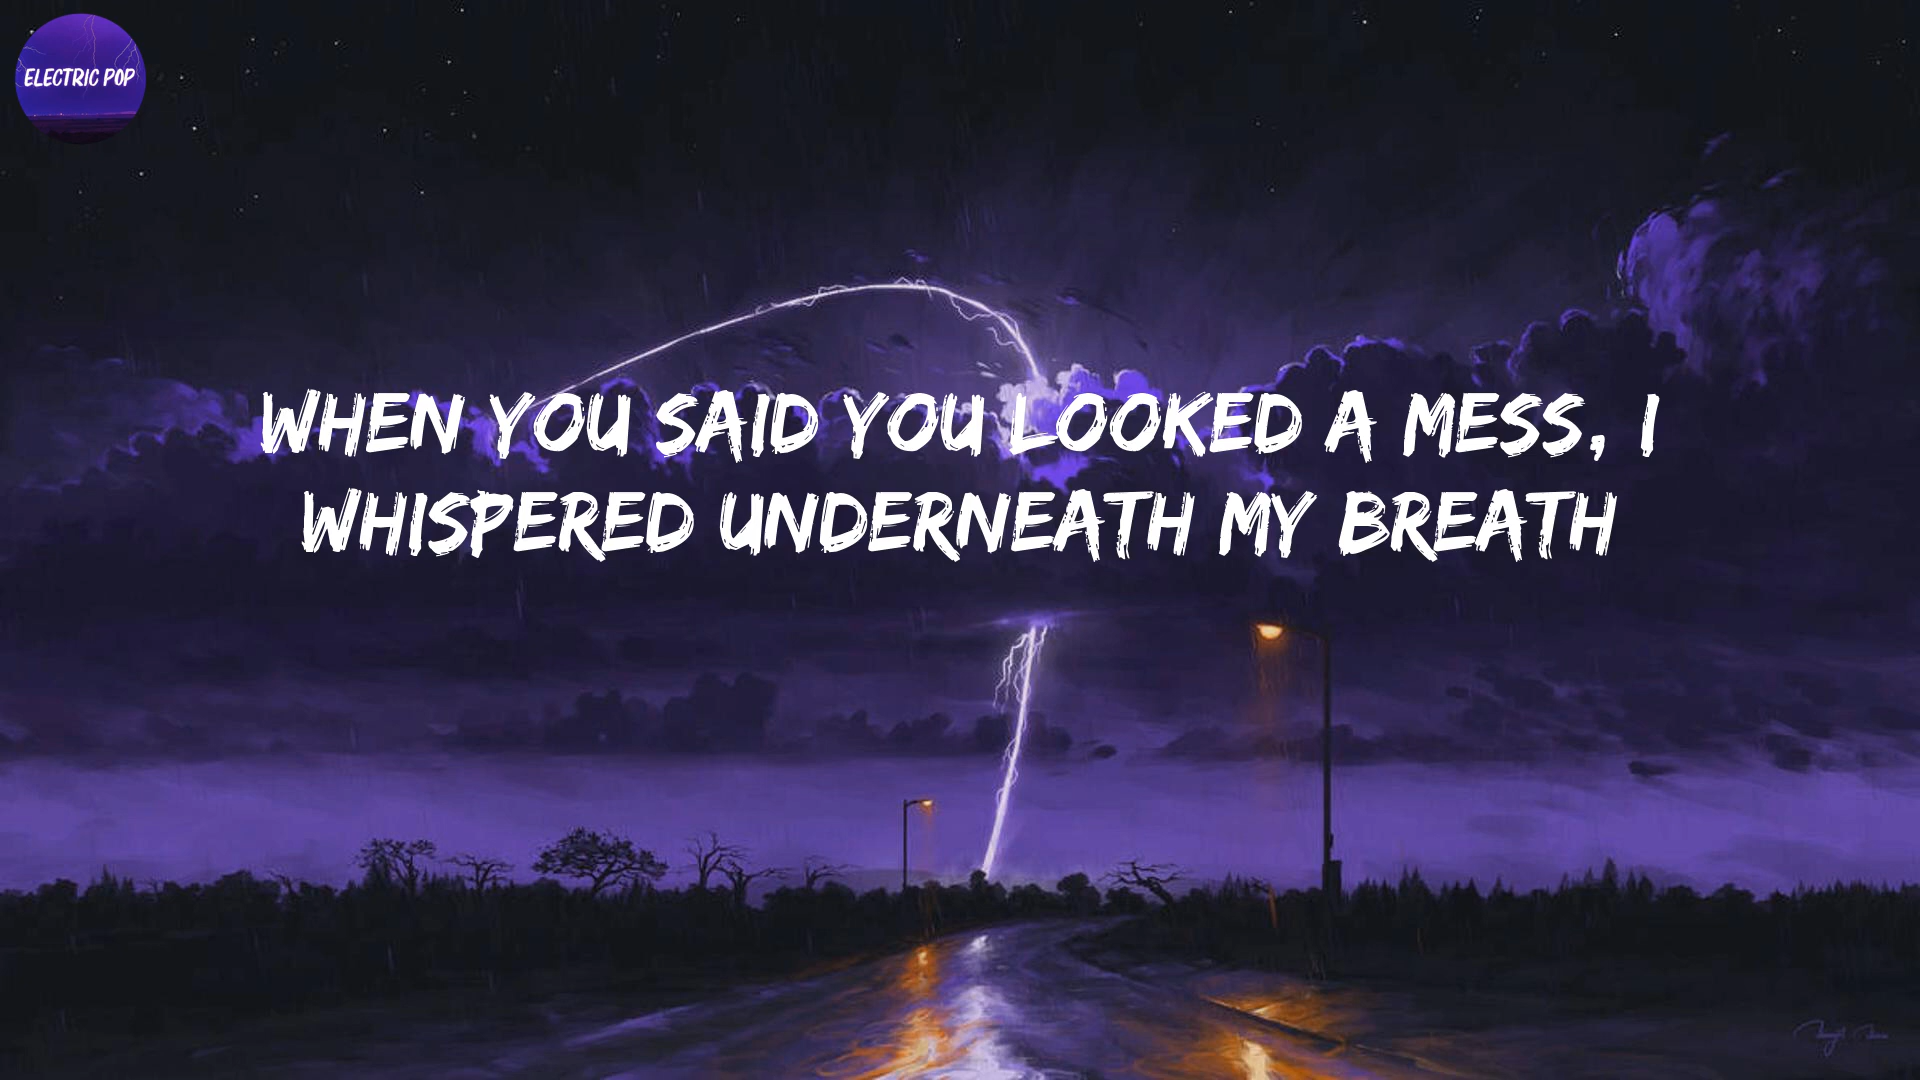 ELECTRIC POP
WHEN YOU SAID YOU LOOKED A MESS, I
WHISPERED UNDERNEATH MY BREATH